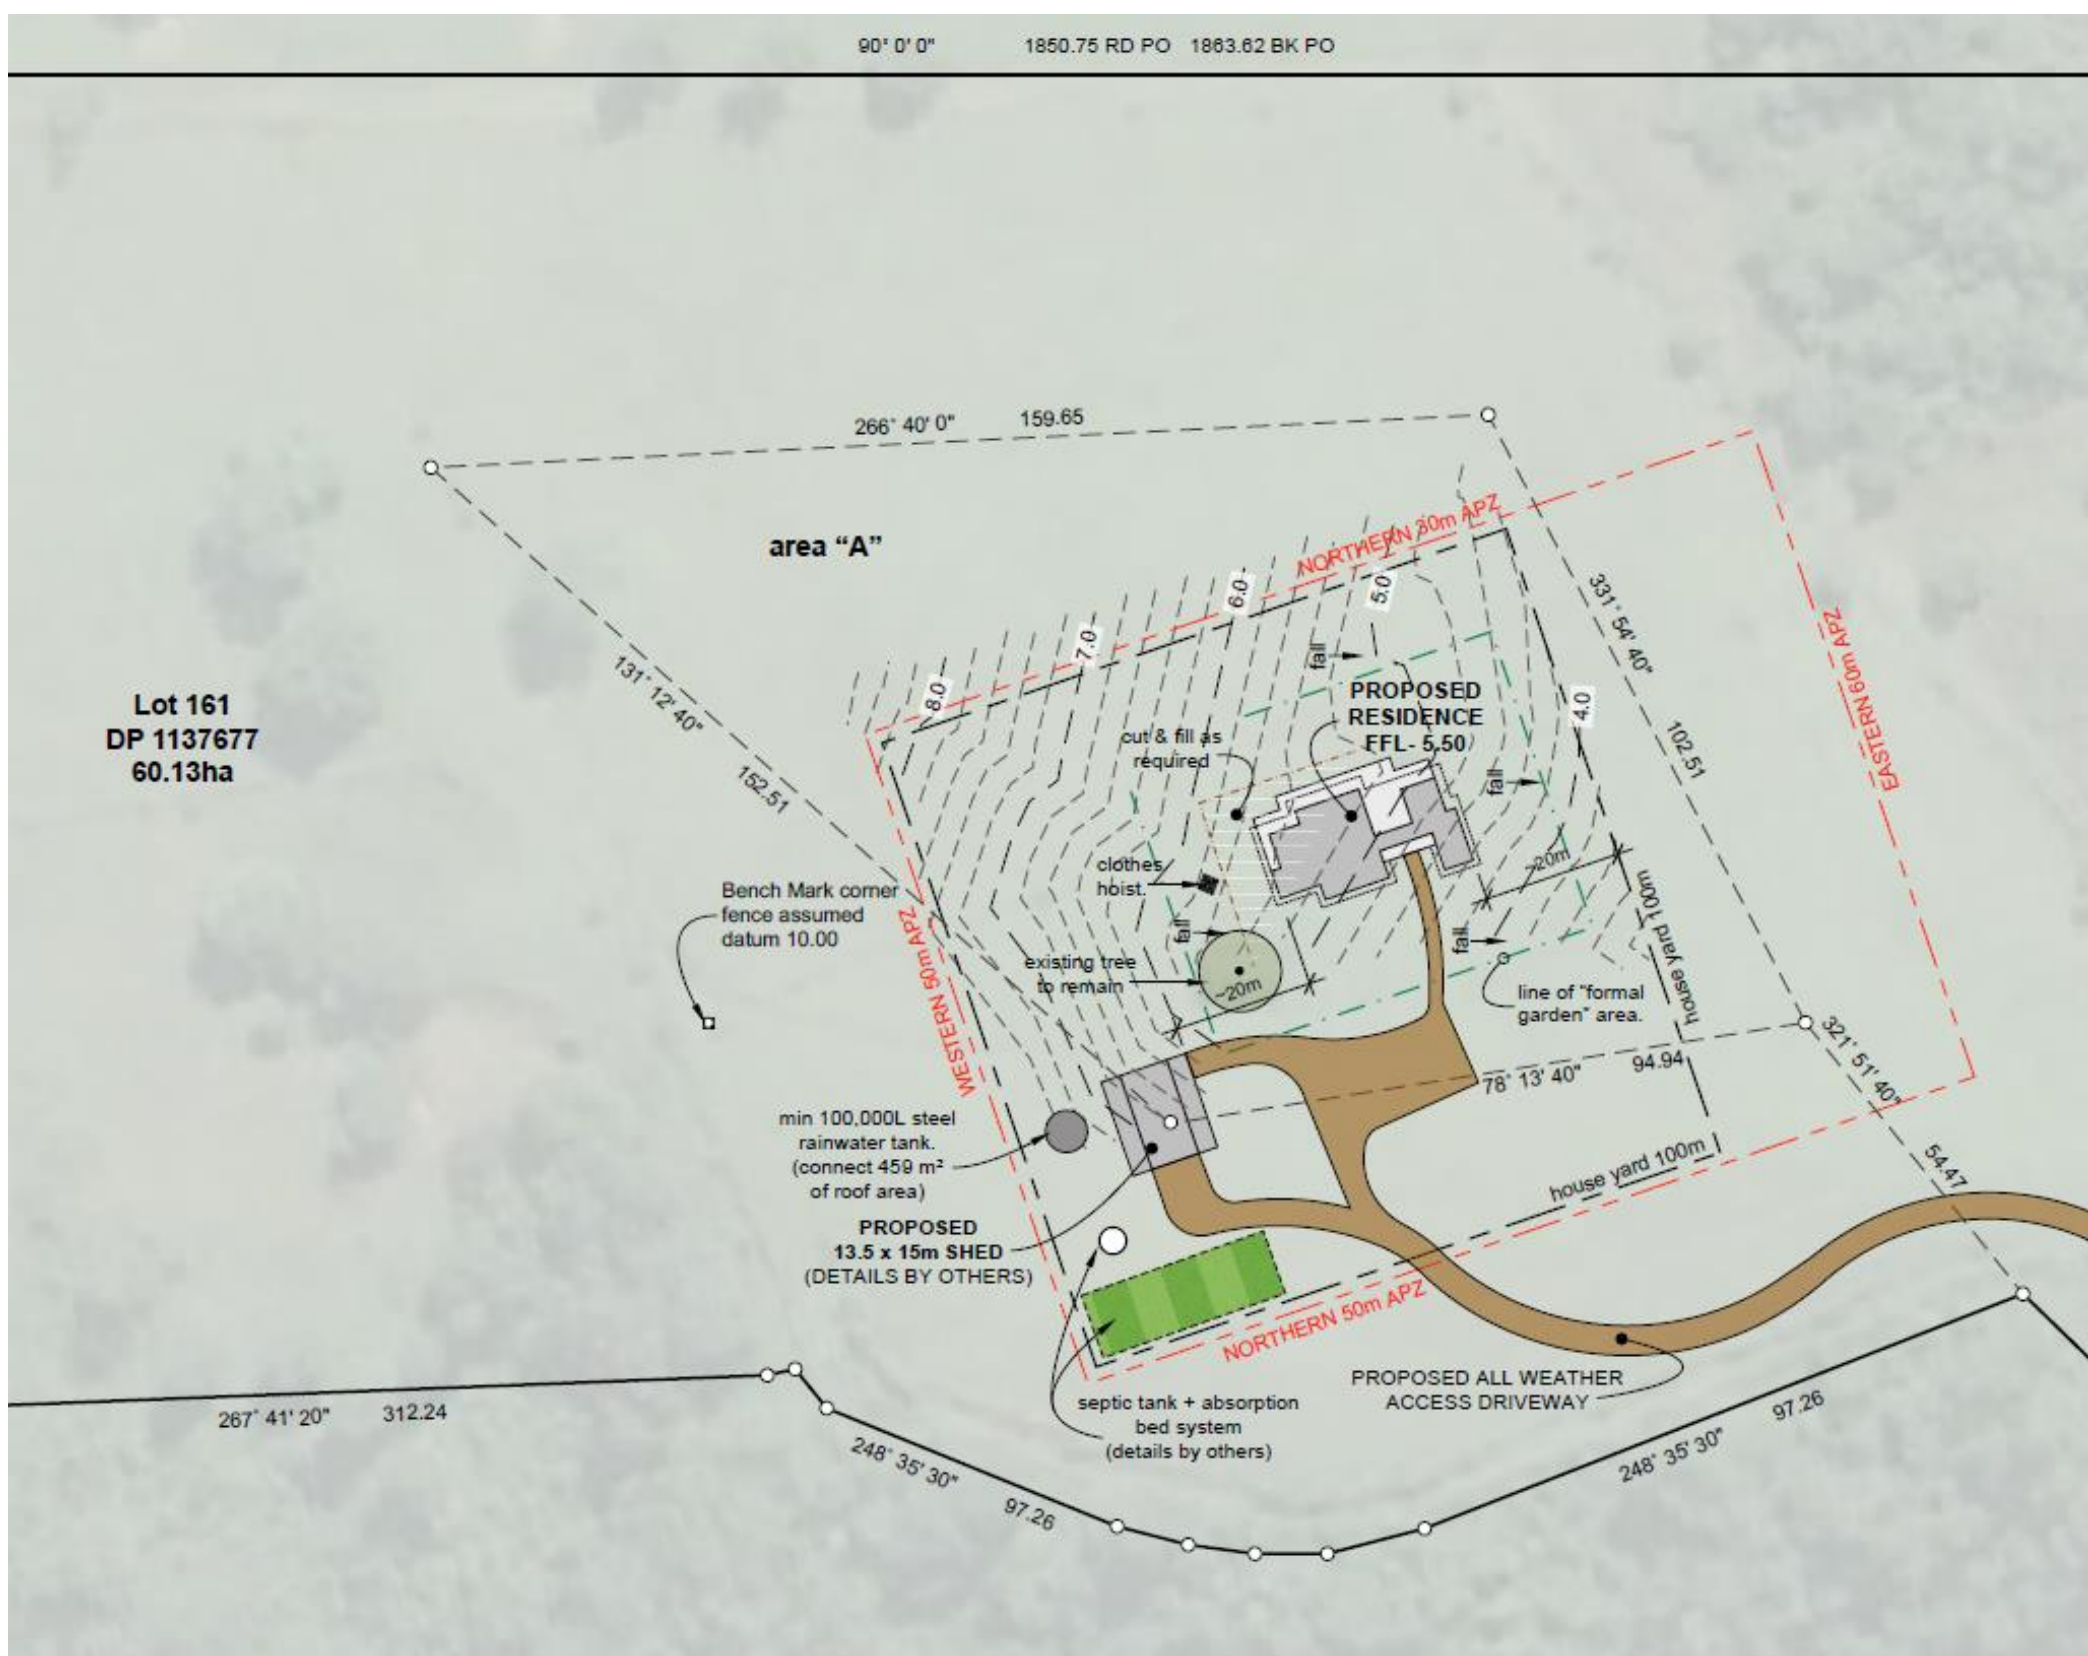 90° 0' 0" 1850.75 RD PO 1863.62 BK PO
266° 40' 0" 159.65
area “A”
NORTHERN 30m APZ
6.0
5.0
7.0
8.0
4.0
331° 54' 40"
102.51
EASTERN 60m APZ
131° 12' 40"
152.51
Lot 161
DP 1137677
60.13ha
fall
PROPOSED
RESIDENCE
FFL- 5.50
cut & fill as
required
fall
clothes
hoist.
~20m
house yard 100m
Bench Mark corner
fence assumed
datum 10.00
WESTERN 50m APZ
fall
fall
existing tree
to remain
~20m
line of "formal
garden" area.
321° 51' 40"
78° 13' 40" 94.94
min 100,000L steel
rainwater tank.
(connect 459 m²
of roof area)
house yard 100m
54.47
PROPOSED
13.5 x 15m SHED
(DETAILS BY OTHERS)
NORTHERN 50m APZ
PROPOSED ALL WEATHER
ACCESS DRIVEWAY
septic tank + absorption
bed system
(details by others)
267° 41' 20" 312.24
248° 35' 30"
97.26
248° 35' 30"
97.26